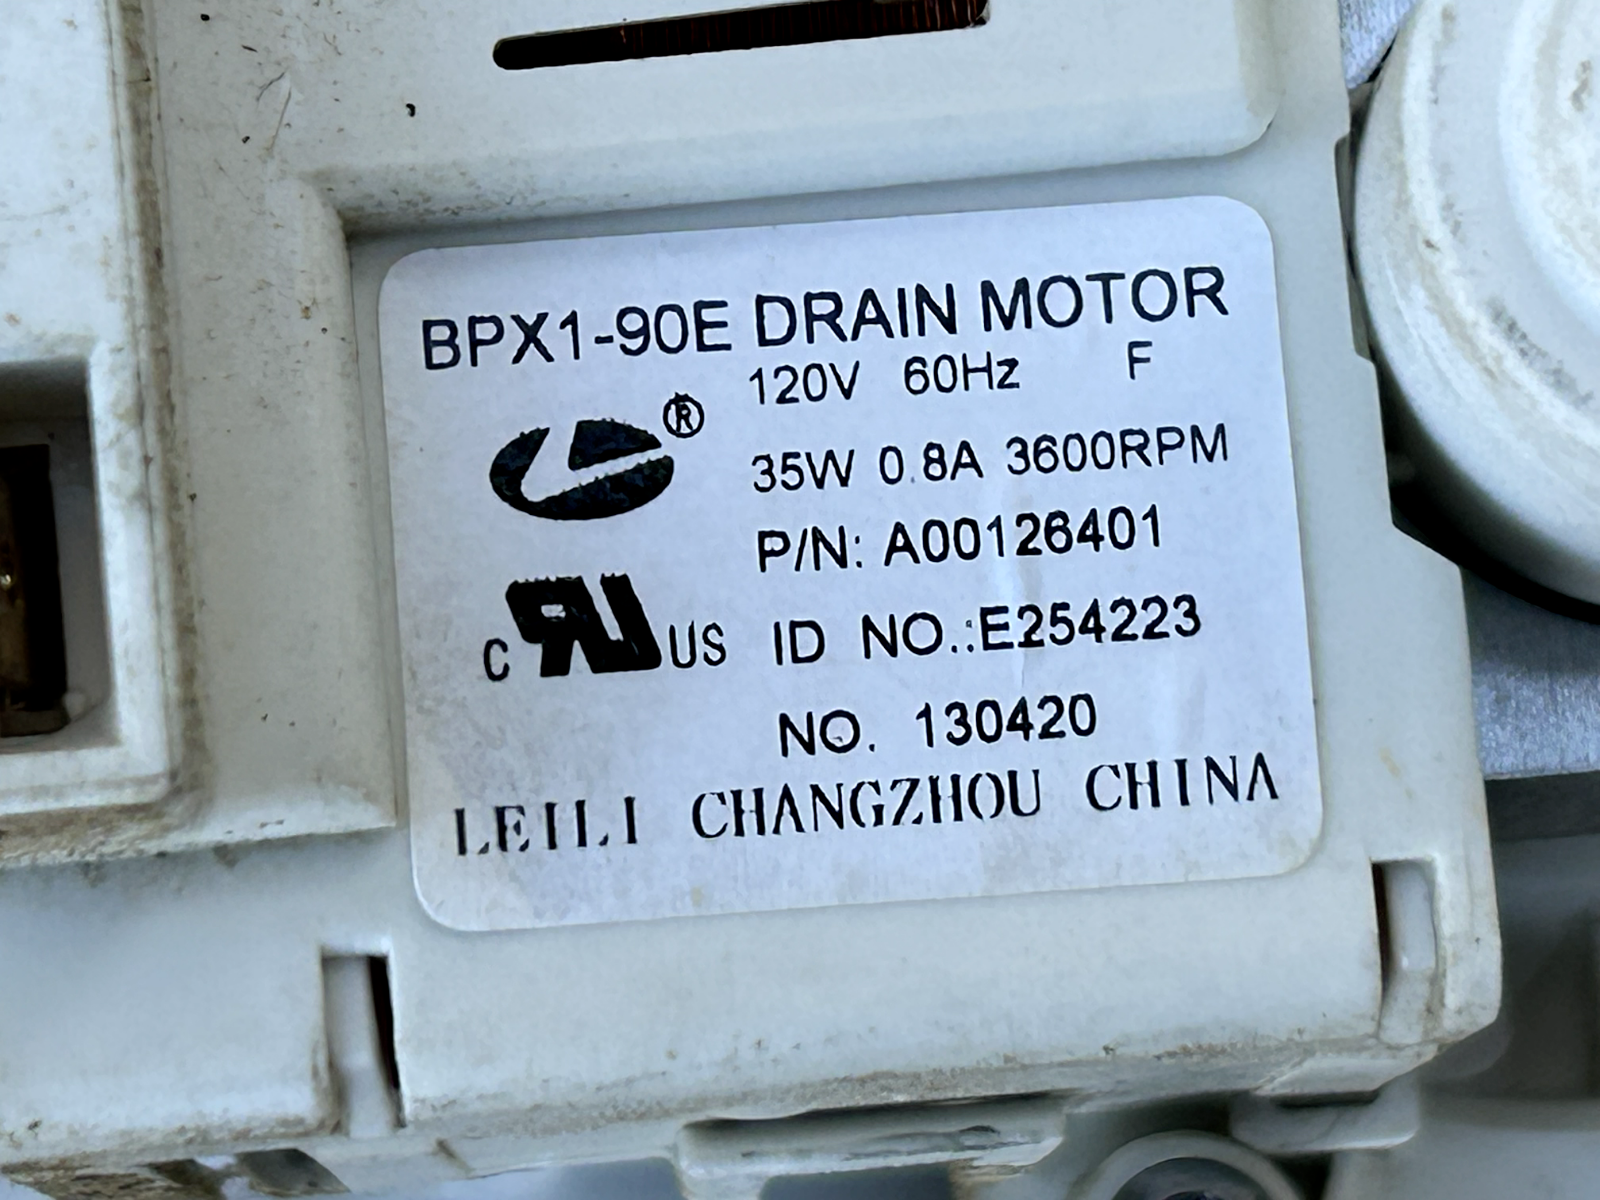 BPX1-90E DRAIN MOTOR
120V 60Hz F
®
35W 0.8A 3600RPM
P/N: A00126401
c RU US ID NO.:E254223
NO. 130420
LEILI CHANGZHOU CHINA